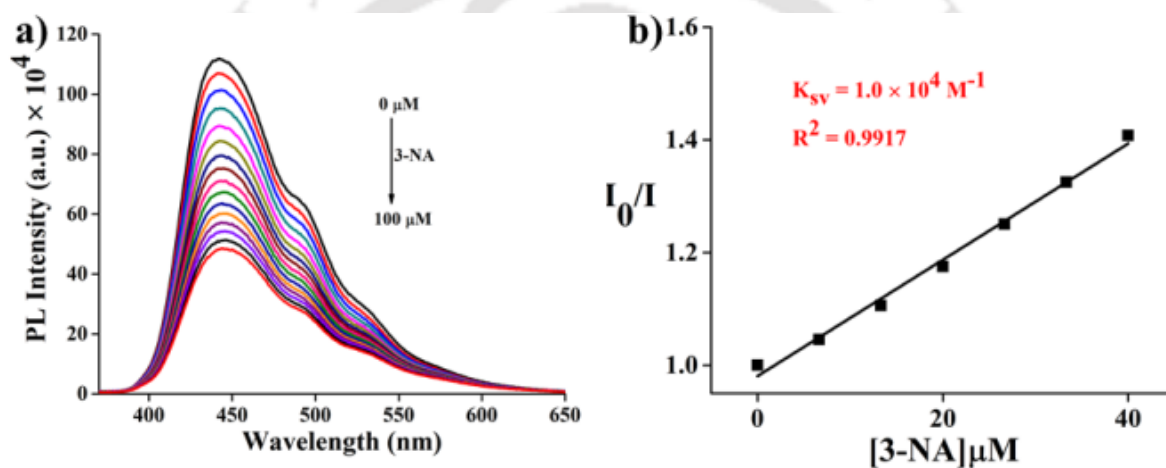 a)
120
100
80
60
40
20
0
PL Intensity (a.u.) × 10⁴
400 450 500 550 600 650
Wavelength (nm)
0 μM
3-NA
100 μM
b)
1.6
1.4
1.2
1.0
I₀/I
K_sv = 1.0 × 10⁴ M⁻¹
R² = 0.9917
0 20 40
[3-NA]μM